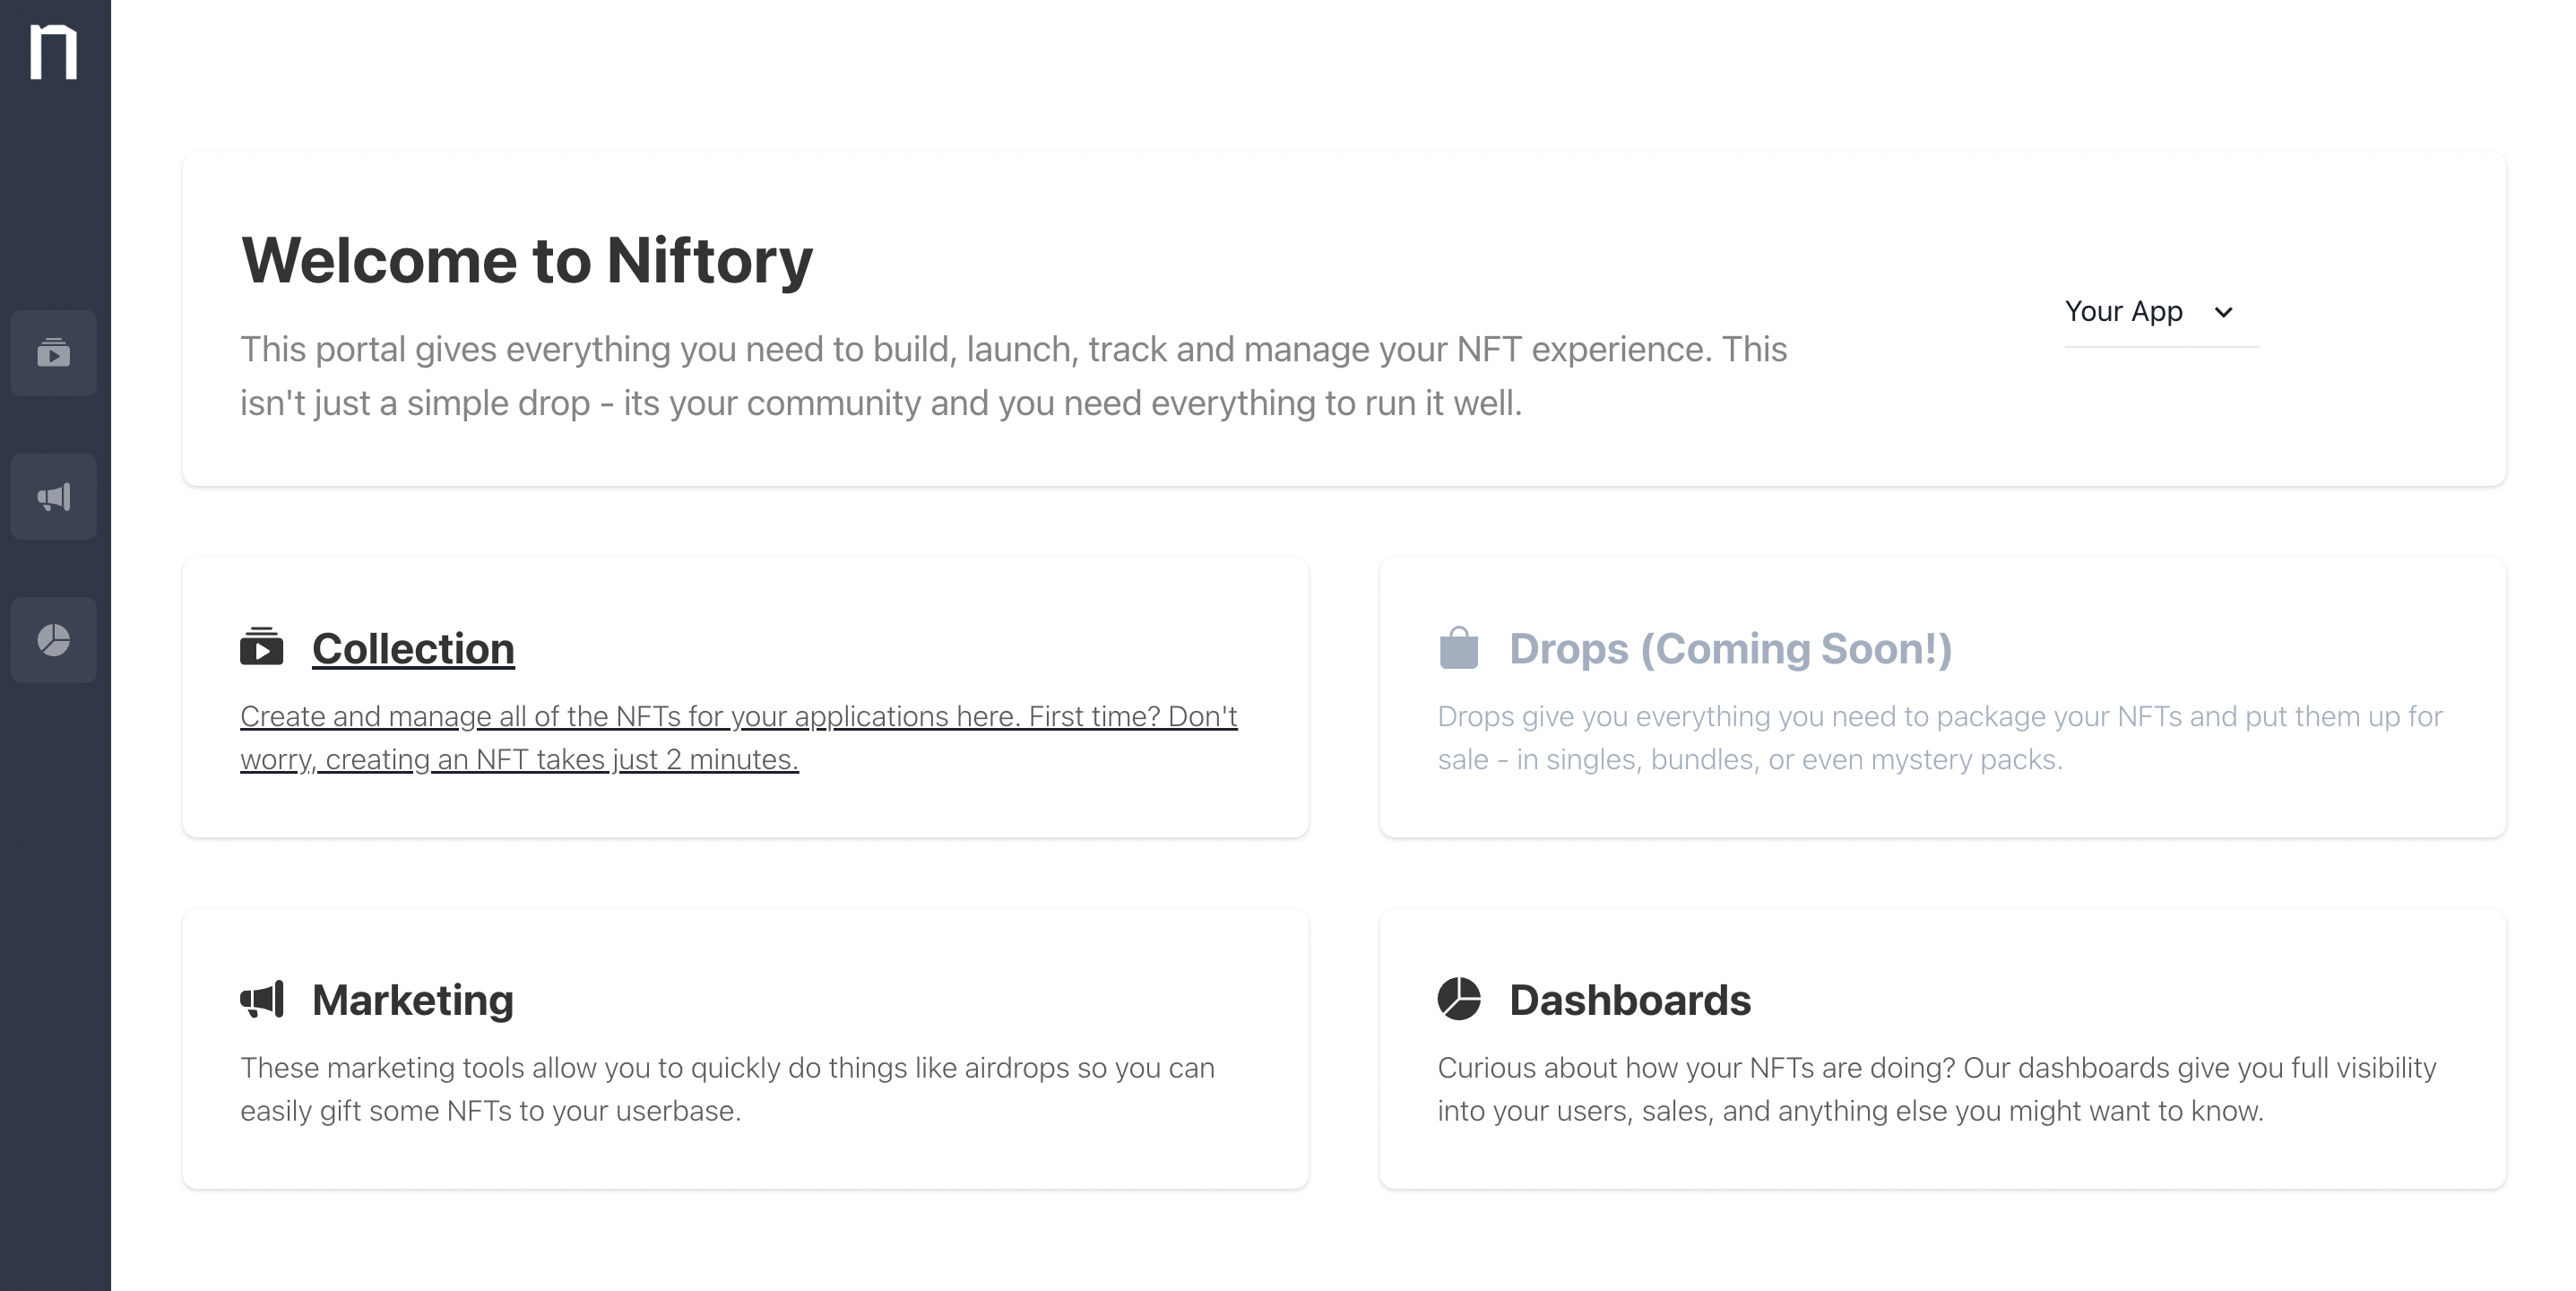 n
Welcome to Niftory
This portal gives everything you need to build, launch, track and manage your NFT experience. This
isn't just a simple drop - its your community and you need everything to run it well.
Your App
Collection
Create and manage all of the NFTs for your applications here. First time? Don't
worry, creating an NFT takes just 2 minutes.
Drops (Coming Soon!)
Drops give you everything you need to package your NFTs and put them up for
sale - in singles, bundles, or even mystery packs.
Marketing
These marketing tools allow you to quickly do things like airdrops so you can
easily gift some NFTs to your userbase.
Dashboards
Curious about how your NFTs are doing? Our dashboards give you full visibility
into your users, sales, and anything else you might want to know.